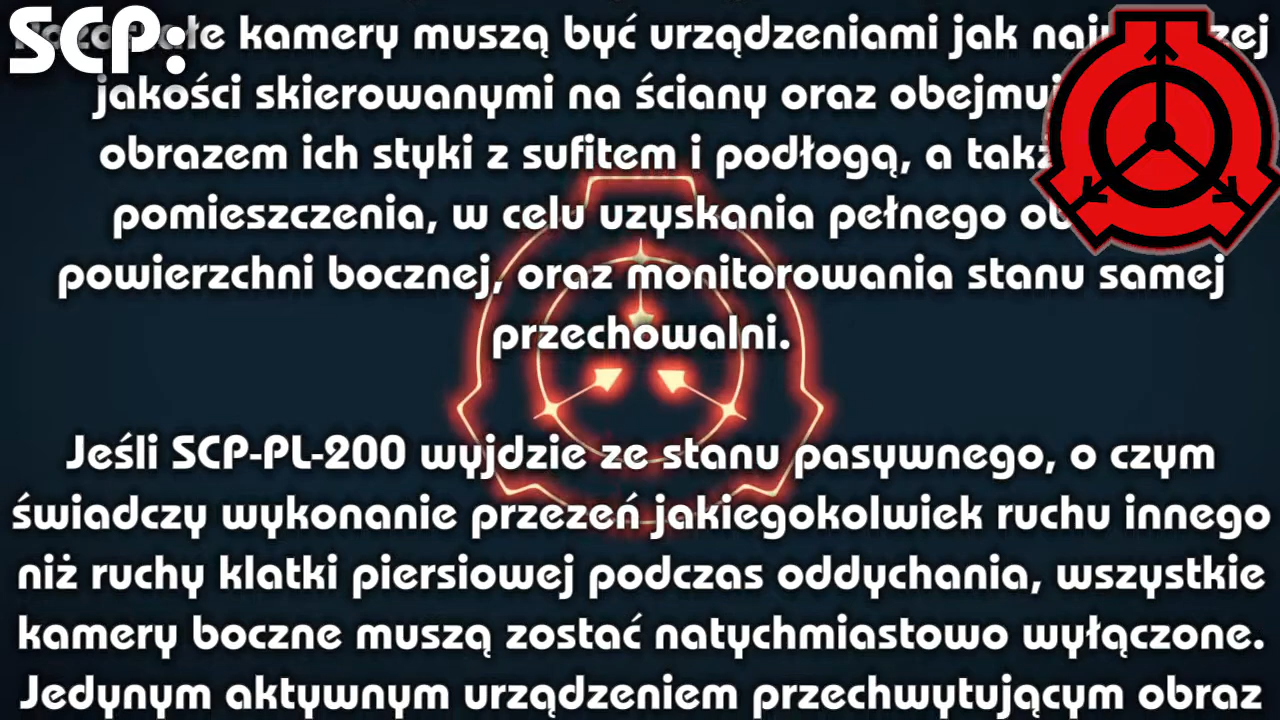 SCP:
kamery muszą być urządzeniami jak
jakości skierowanymi na ściany oraz
obrazem ich styki z sufitem i podłogą, a
pomieszczenia, w celu uzyskania pełnego
powierzchni bocznej, oraz monitorowania stanu samej
przechowalni.
Jeśli SCP-PL-200 wyjdzie ze stanu pasywnego, o czym
świadczy wykonanie przezeń jakiegokolwiek ruchu innego
niż ruchy klatki piersiowej podczas oddychania, wszystkie
kamery boczne muszą zostać natychmiastowo wyłączone.
Jedynym aktywnym urządzeniem przechwytującym obraz